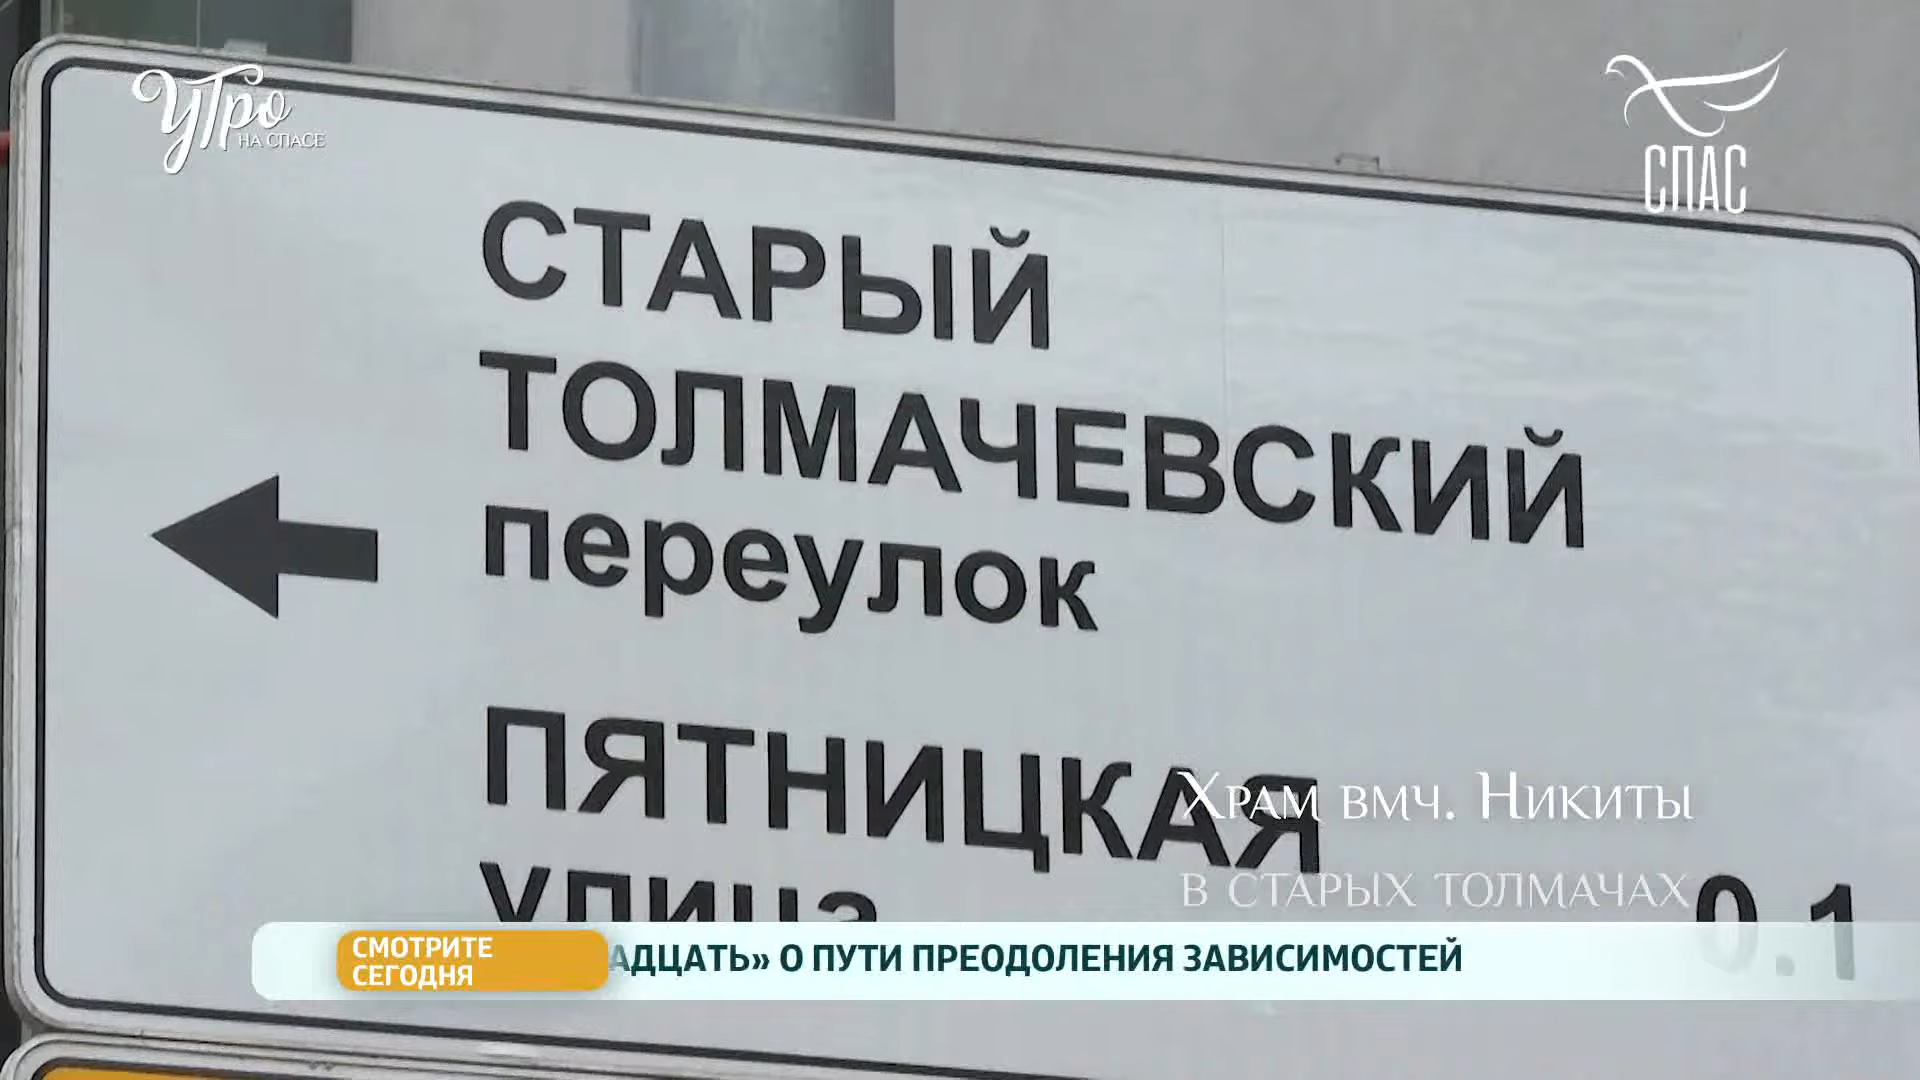 Утро
НА СПАСЕ
СПАС
СТАРЫЙ
ТОЛМАЧЕВСКИЙ
переулок
ПЯТНИЦКАЯ
улица
0.1
Храм вмч. Никиты
в старых толмачах
СМОТРИТЕ
СЕГОДНЯ
АДЦАТЬ» О ПУТИ ПРЕОДОЛЕНИЯ ЗАВИСИМОСТЕЙ